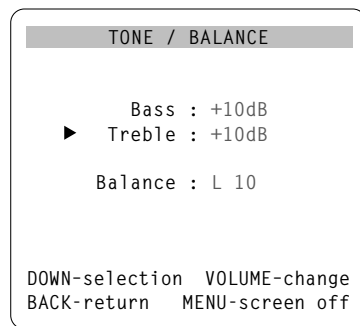 TONE / BALANCE
Bass : +10dB
▶ Treble : +10dB
Balance : L 10
DOWN-selection VOLUME-change
BACK-return MENU-screen off